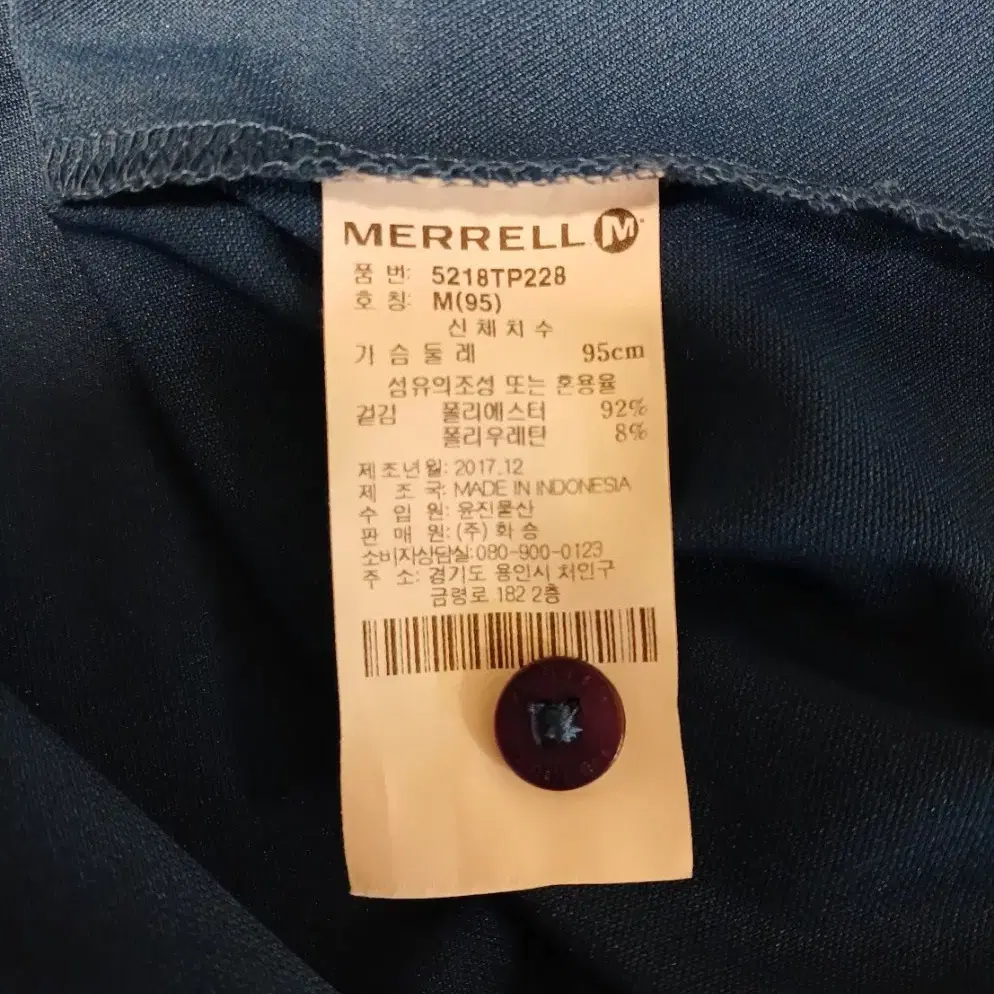 MERRELL M
품 번: 5218TP228
호 칭: M(95)
신 체 치 수
가 슴 둘 레 95cm
섬유의조성 또는 혼용율
겉감 폴리에스터 92%
폴리우레탄 8%
제조년월: 2017.12
제 조 국: MADE IN INDONESIA
수 입 원: 윤진물산
판 매 원: (주) 화 승
소비자상담실: 080-900-0123
주 소: 경기도 용인시 처인구
금령로 182 2층